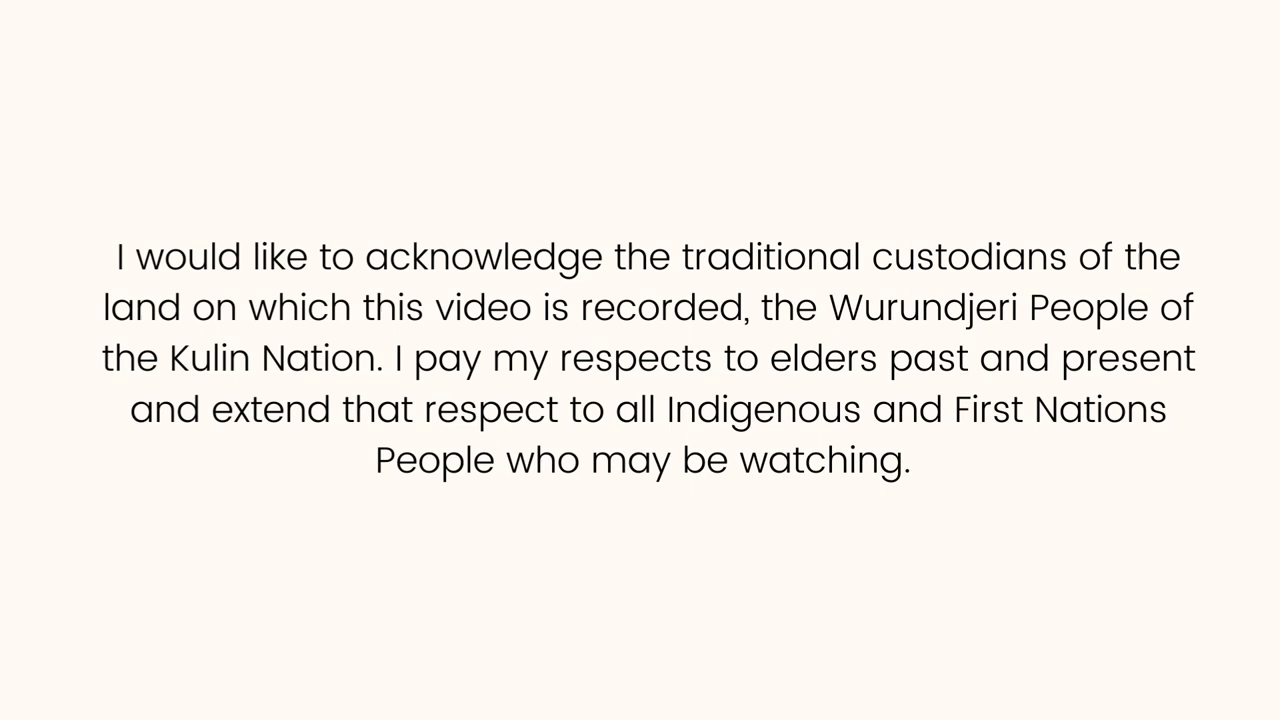 I would like to acknowledge the traditional custodians of the
land on which this video is recorded, the Wurundjeri People of
the Kulin Nation. I pay my respects to elders past and present
and extend that respect to all Indigenous and First Nations
People who may be watching.